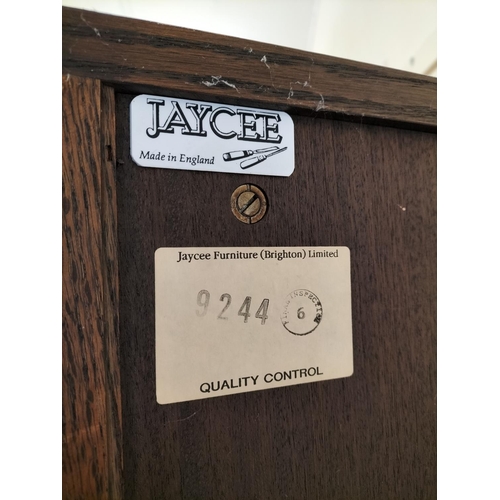 JAYCEE
Made in England
Jaycee Furniture (Brighton) Limited
9244
6
QUALITY CONTROL